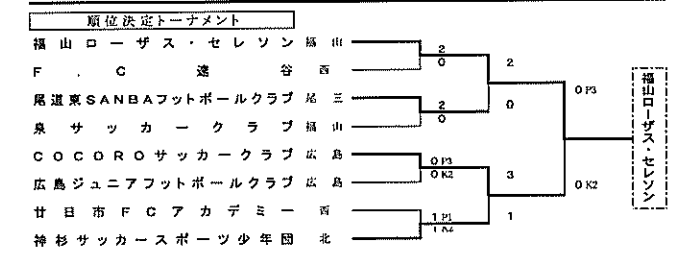 順位決定トーナメント
福山ローザス・セレソン 福山
F.C遠谷 西
尾道東SANBAフットボールクラブ 尾三
泉サッカークラブ 福山
COCOROサッカークラブ 広島
広島ジュニアフットボールクラブ 広島
廿日市FCアカデミー 西
神杉サッカースポーツ少年団 北
2
0
2
0
0 P3
0 K2
1 P1
1
2
0
3
1
0 P3
0 K2
福山ローザス・セレソン